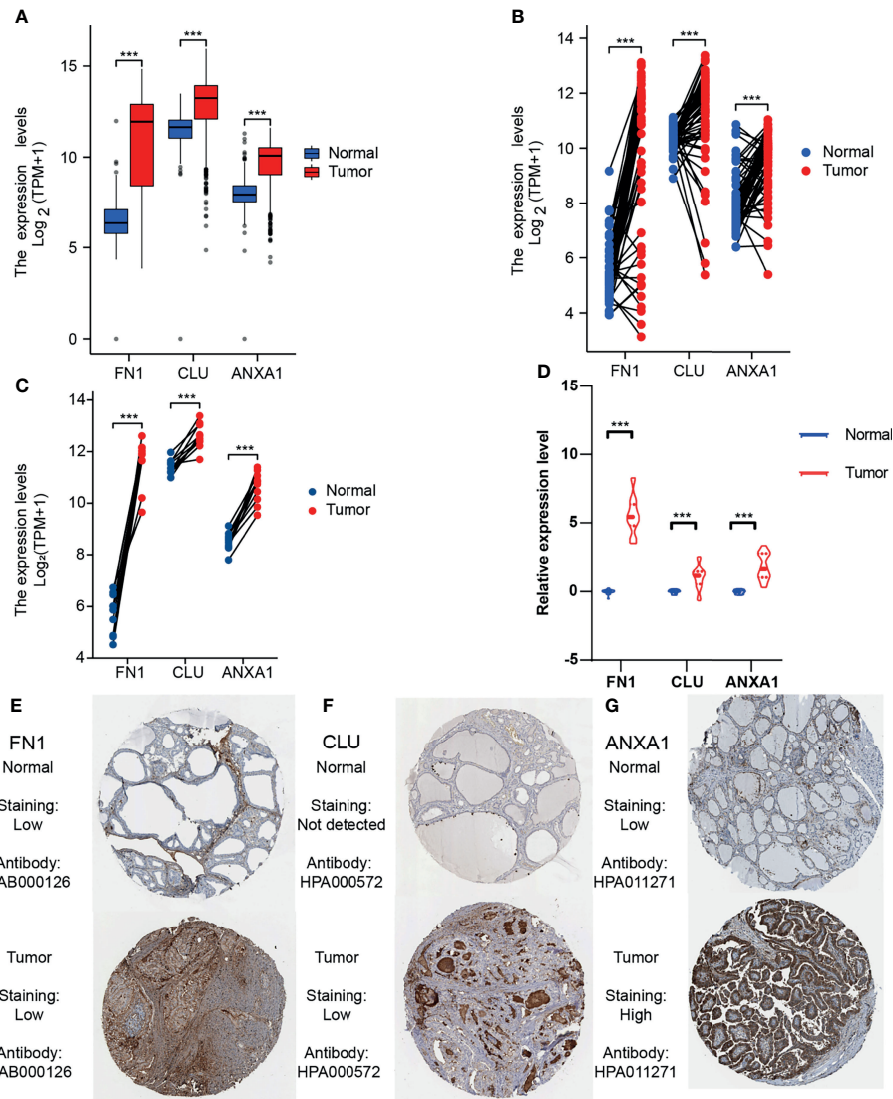 A
The expression levels
Log 2 (TPM+1)
15
10
5
0
***
***
***
FN1
CLU
ANXA1
Normal
Tumor
B
The expression levels
Log 2 (TPM+1)
14
12
10
8
6
4
***
***
***
FN1
CLU
ANXA1
Normal
Tumor
C
The expression levels
Log₂(TPM+1)
14
12
10
8
6
4
***
***
***
FN1
CLU
ANXA1
Normal
Tumor
D
Relative expression level
15
10
5
0
-5
***
***
***
FN1
CLU
ANXA1
Normal
Tumor
E
FN1
Normal
Staining:
Low
Antibody:
AB000126
Tumor
Staining:
Low
Antibody:
AB000126
F
CLU
Normal
Staining:
Not detected
Antibody:
HPA000572
Tumor
Staining:
Low
Antibody:
HPA000572
G
ANXA1
Normal
Staining:
Low
Antibody:
HPA011271
Tumor
Staining:
High
Antibody:
HPA011271